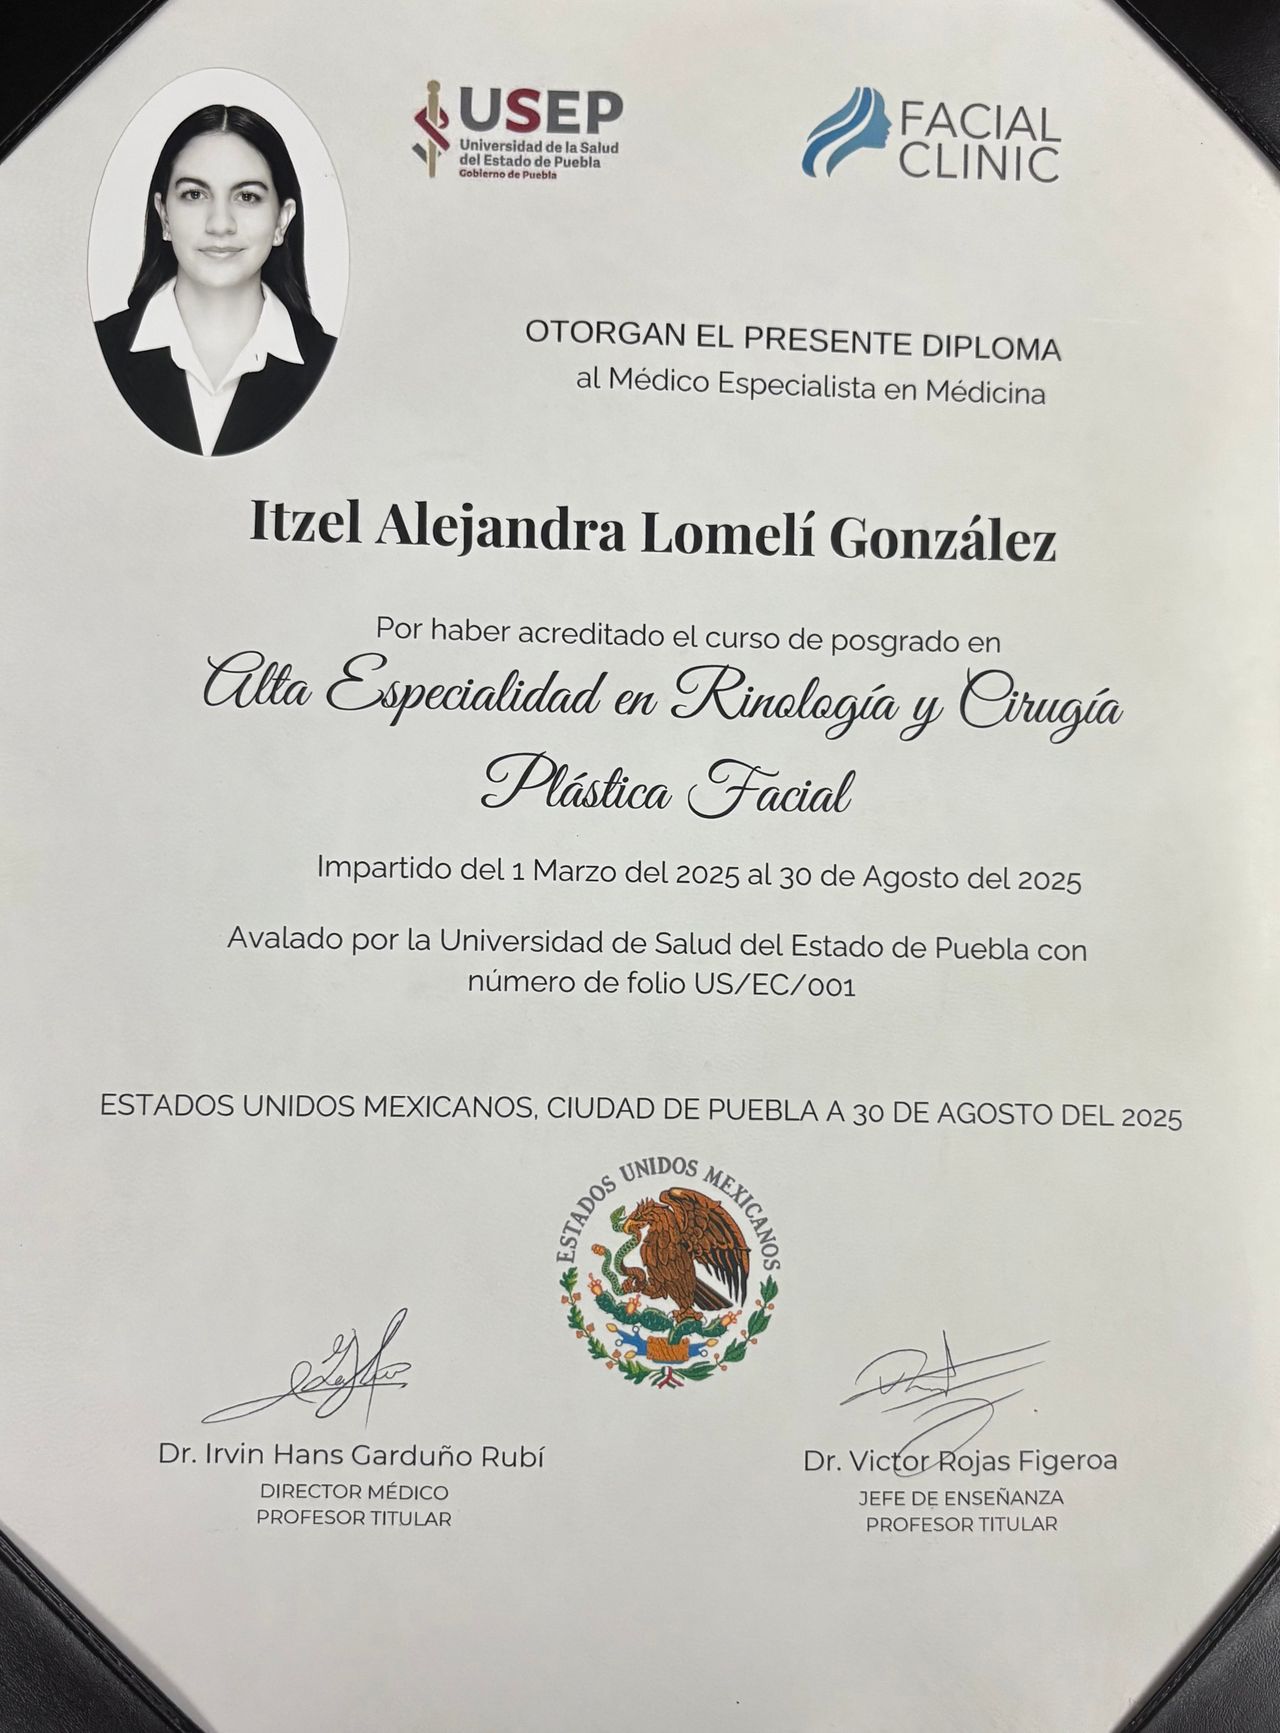 USEP
Universidad de la Salud
del Estado de Puebla
Gobierno de Puebla
FACIAL
CLINIC
OTORGAN EL PRESENTE DIPLOMA
al Médico Especialista en Médicina
Itzel Alejandra Lomelí González
Por haber acreditado el curso de posgrado en
Alta Especialidad en Rinología y Cirugía
Plástica Facial
Impartido del 1 Marzo del 2025 al 30 de Agosto del 2025
Avalado por la Universidad de Salud del Estado de Puebla con
número de folio US/EC/001
ESTADOS UNIDOS MEXICANOS, CIUDAD DE PUEBLA A 30 DE AGOSTO DEL 2025
ESTADOS UNIDOS MEXICANOS
Dr. Irvin Hans Garduño Rubí
DIRECTOR MÉDICO
PROFESOR TITULAR
Dr. Victor Rojas Figeroa
JEFE DE ENSEÑANZA
PROFESOR TITULAR